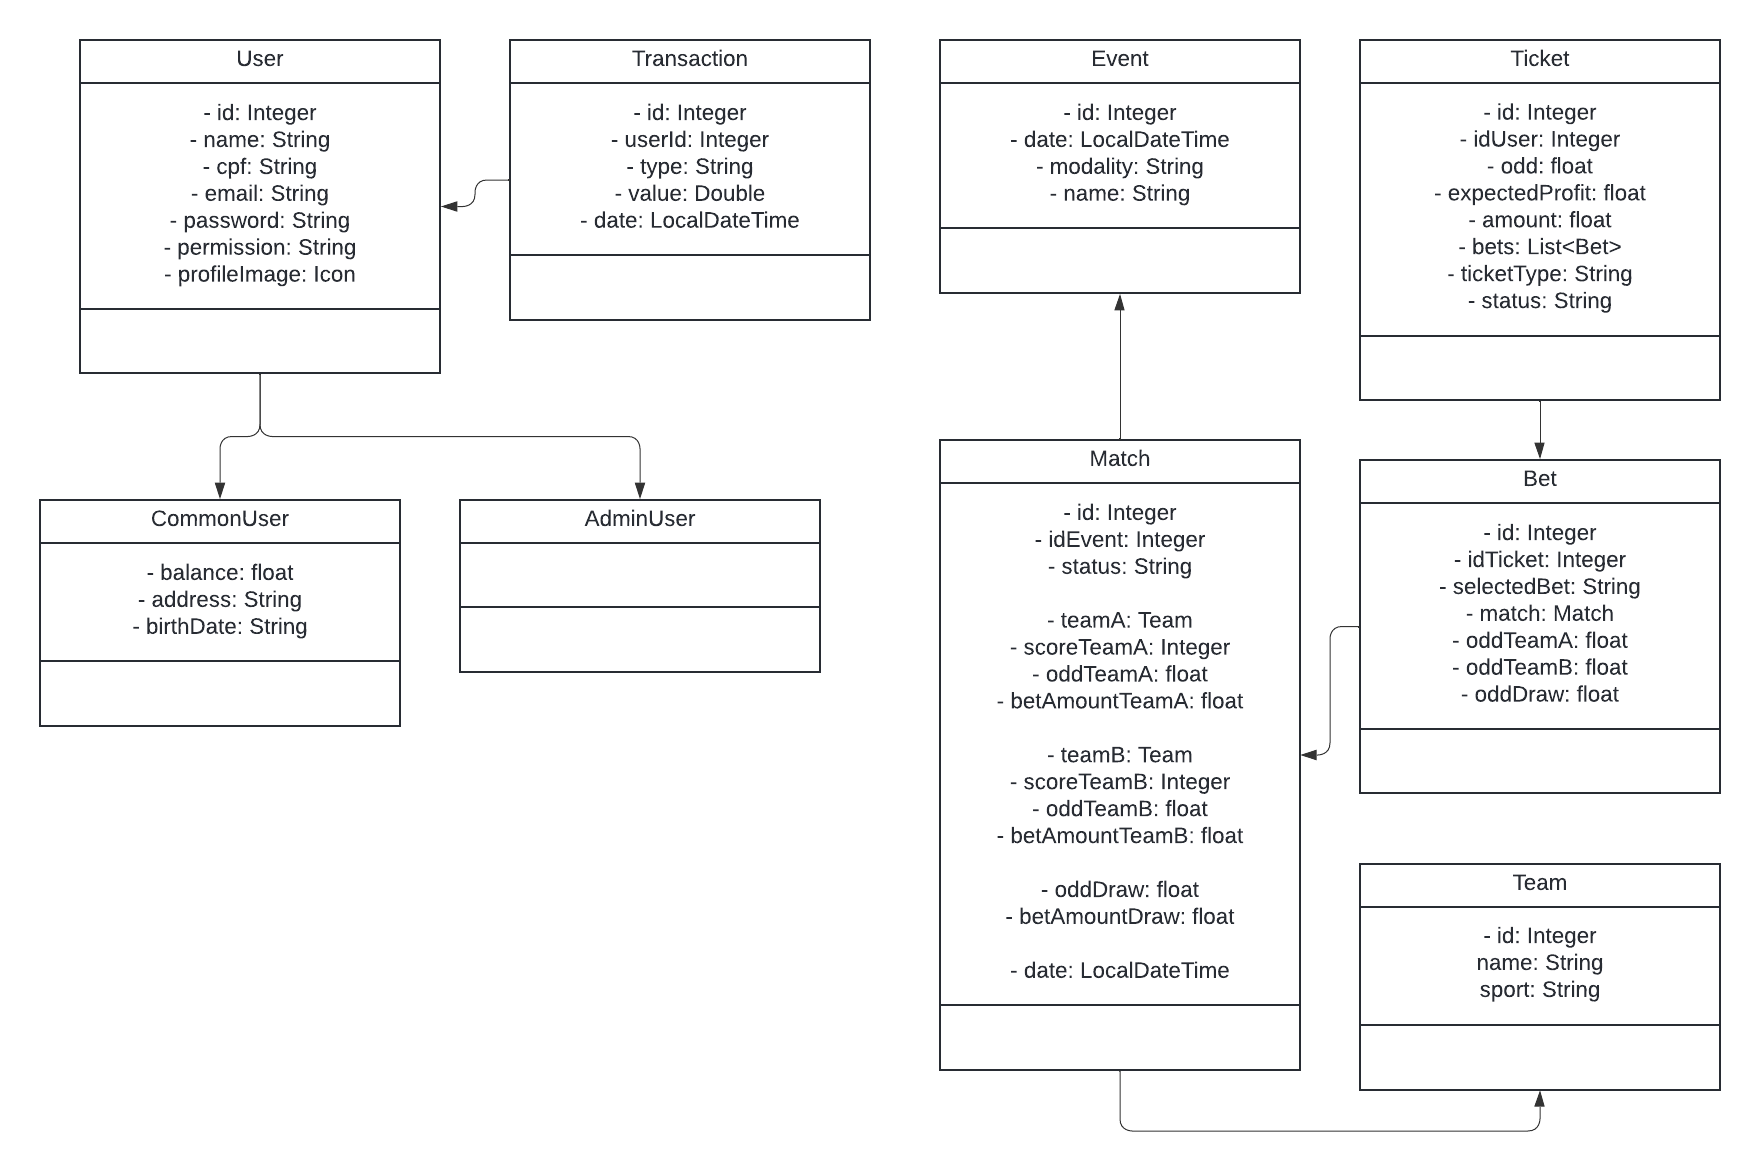 User
- id: Integer
- name: String
- cpf: String
- email: String
- password: String
- permission: String
- profileImage: Icon
Transaction
- id: Integer
- userId: Integer
- type: String
- value: Double
- date: LocalDateTime
Event
- id: Integer
- date: LocalDateTime
- modality: String
- name: String
Ticket
- id: Integer
- idUser: Integer
- odd: float
- expectedProfit: float
- amount: float
- bets: List<Bet>
- ticketType: String
- status: String
CommonUser
- balance: float
- address: String
- birthDate: String
AdminUser
Match
- id: Integer
- idEvent: Integer
- status: String
- teamA: Team
- scoreTeamA: Integer
- oddTeamA: float
- betAmountTeamA: float
- teamB: Team
- scoreTeamB: Integer
- oddTeamB: float
- betAmountTeamB: float
- oddDraw: float
- betAmountDraw: float
- date: LocalDateTime
Bet
- id: Integer
- idTicket: Integer
- selectedBet: String
- match: Match
- oddTeamA: float
- oddTeamB: float
- oddDraw: float
Team
- id: Integer
name: String
sport: String